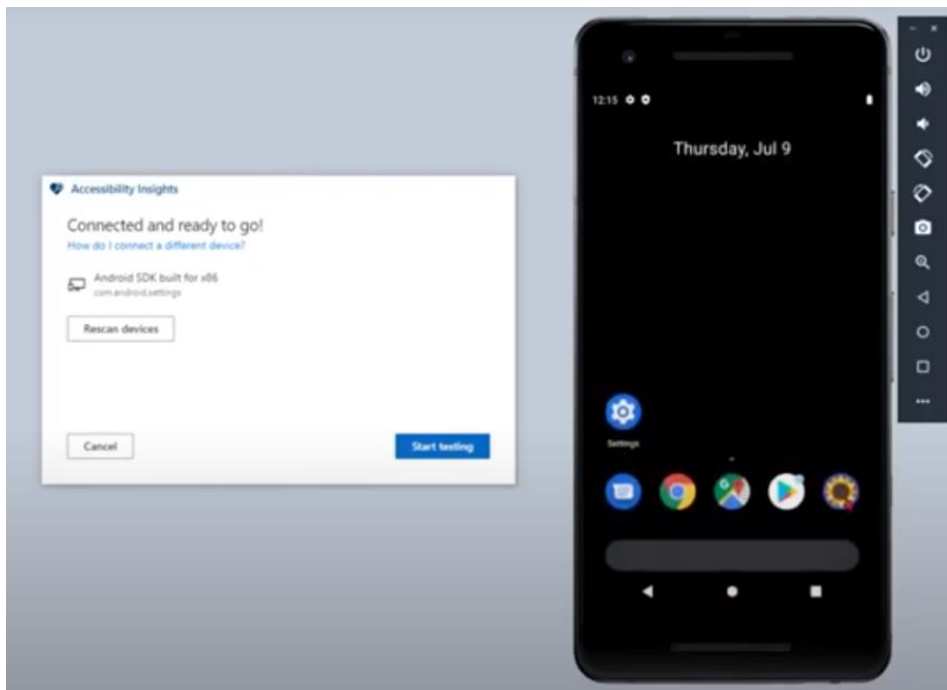 Accessibility Insights
Connected and ready to go!
How do I connect a different device?
Android SDK built for x86
com.android.settings
Rescan devices
Cancel
Start testing
12:15
Thursday, Jul 9
Settings